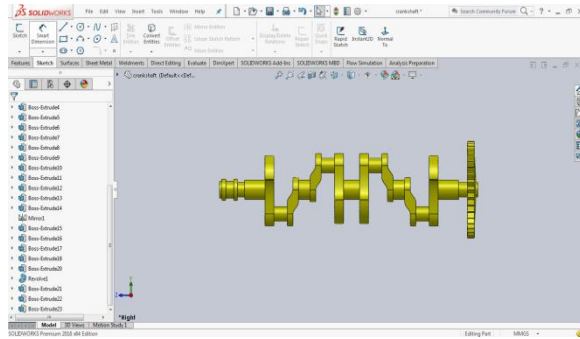 SOLIDWORKS File Edit View Insert Tools Window Help crankshaft * Search Community Forum
Sketch Smart Dimension Trim Entities Convert Entities Offset Entities Mirror Entities Linear Sketch Pattern Move Entities Display/Delete Relations Repair Sketch Quick Snaps Rapid Sketch Instant2D Normal To
Features Sketch Surfaces Sheet Metal Weldments Direct Editing Evaluate DimXpert SOLIDWORKS Add-Ins SOLIDWORKS MBD Flow Simulation Analysis Preparation
crankshaft (Default<<Def...
Boss-Extrude4
Boss-Extrude5
Boss-Extrude6
Boss-Extrude7
Boss-Extrude8
Boss-Extrude9
Boss-Extrude10
Boss-Extrude11
Boss-Extrude12
Boss-Extrude13
Boss-Extrude14
Mirror1
Boss-Extrude15
Boss-Extrude16
Boss-Extrude17
Boss-Extrude18
Boss-Extrude20
Revolve1
Boss-Extrude21
Boss-Extrude22
Boss-Extrude23
Y
Z
*Right
Model 3D Views Motion Study 1
SOLIDWORKS Premium 2016 x64 Edition Editing Part MMGS